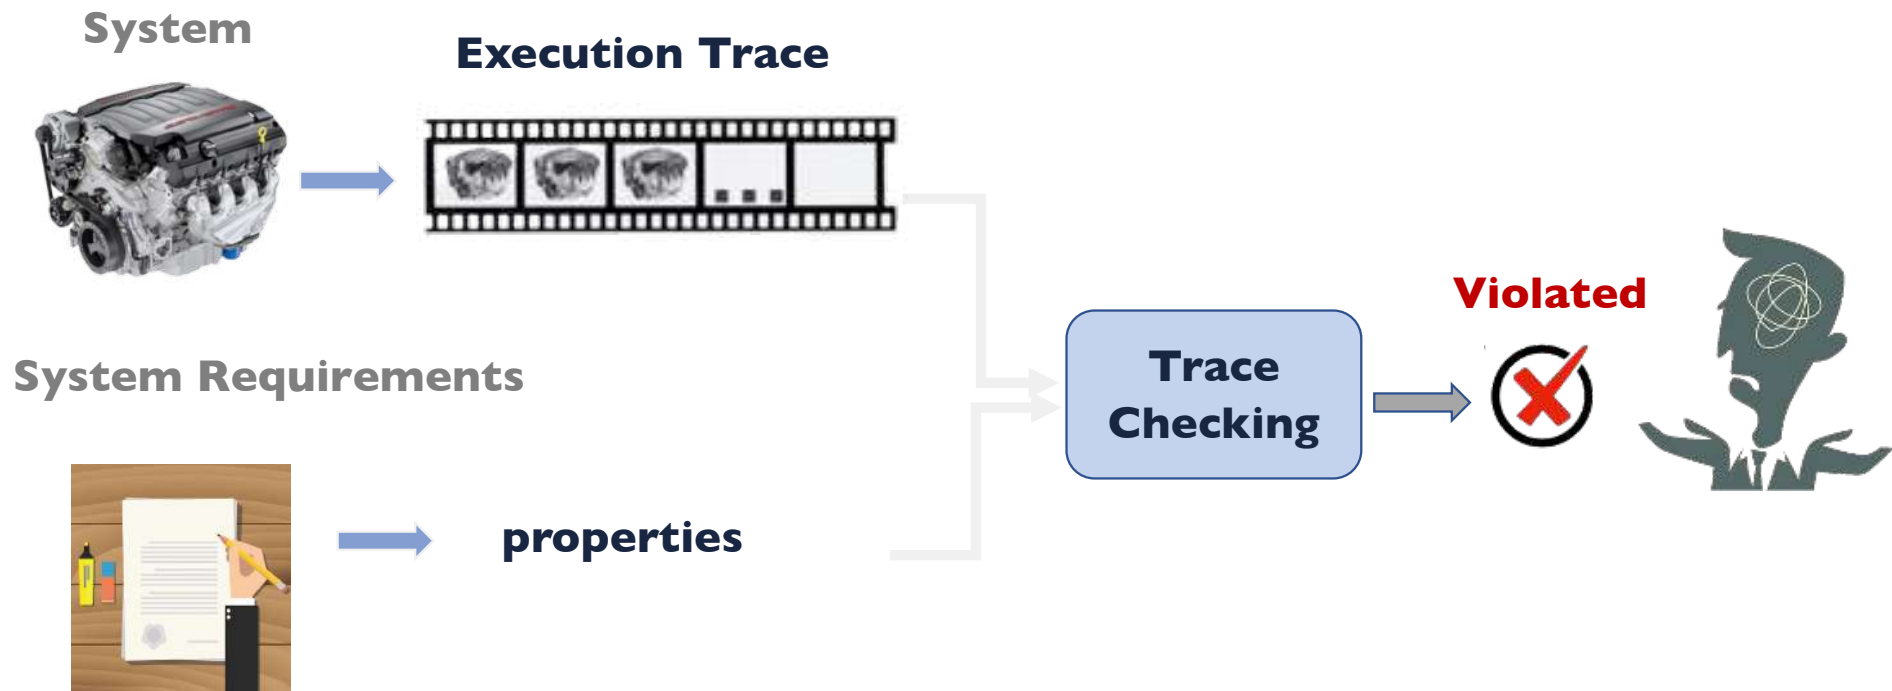 System
Execution Trace
Violated
Trace
Checking
System Requirements
properties